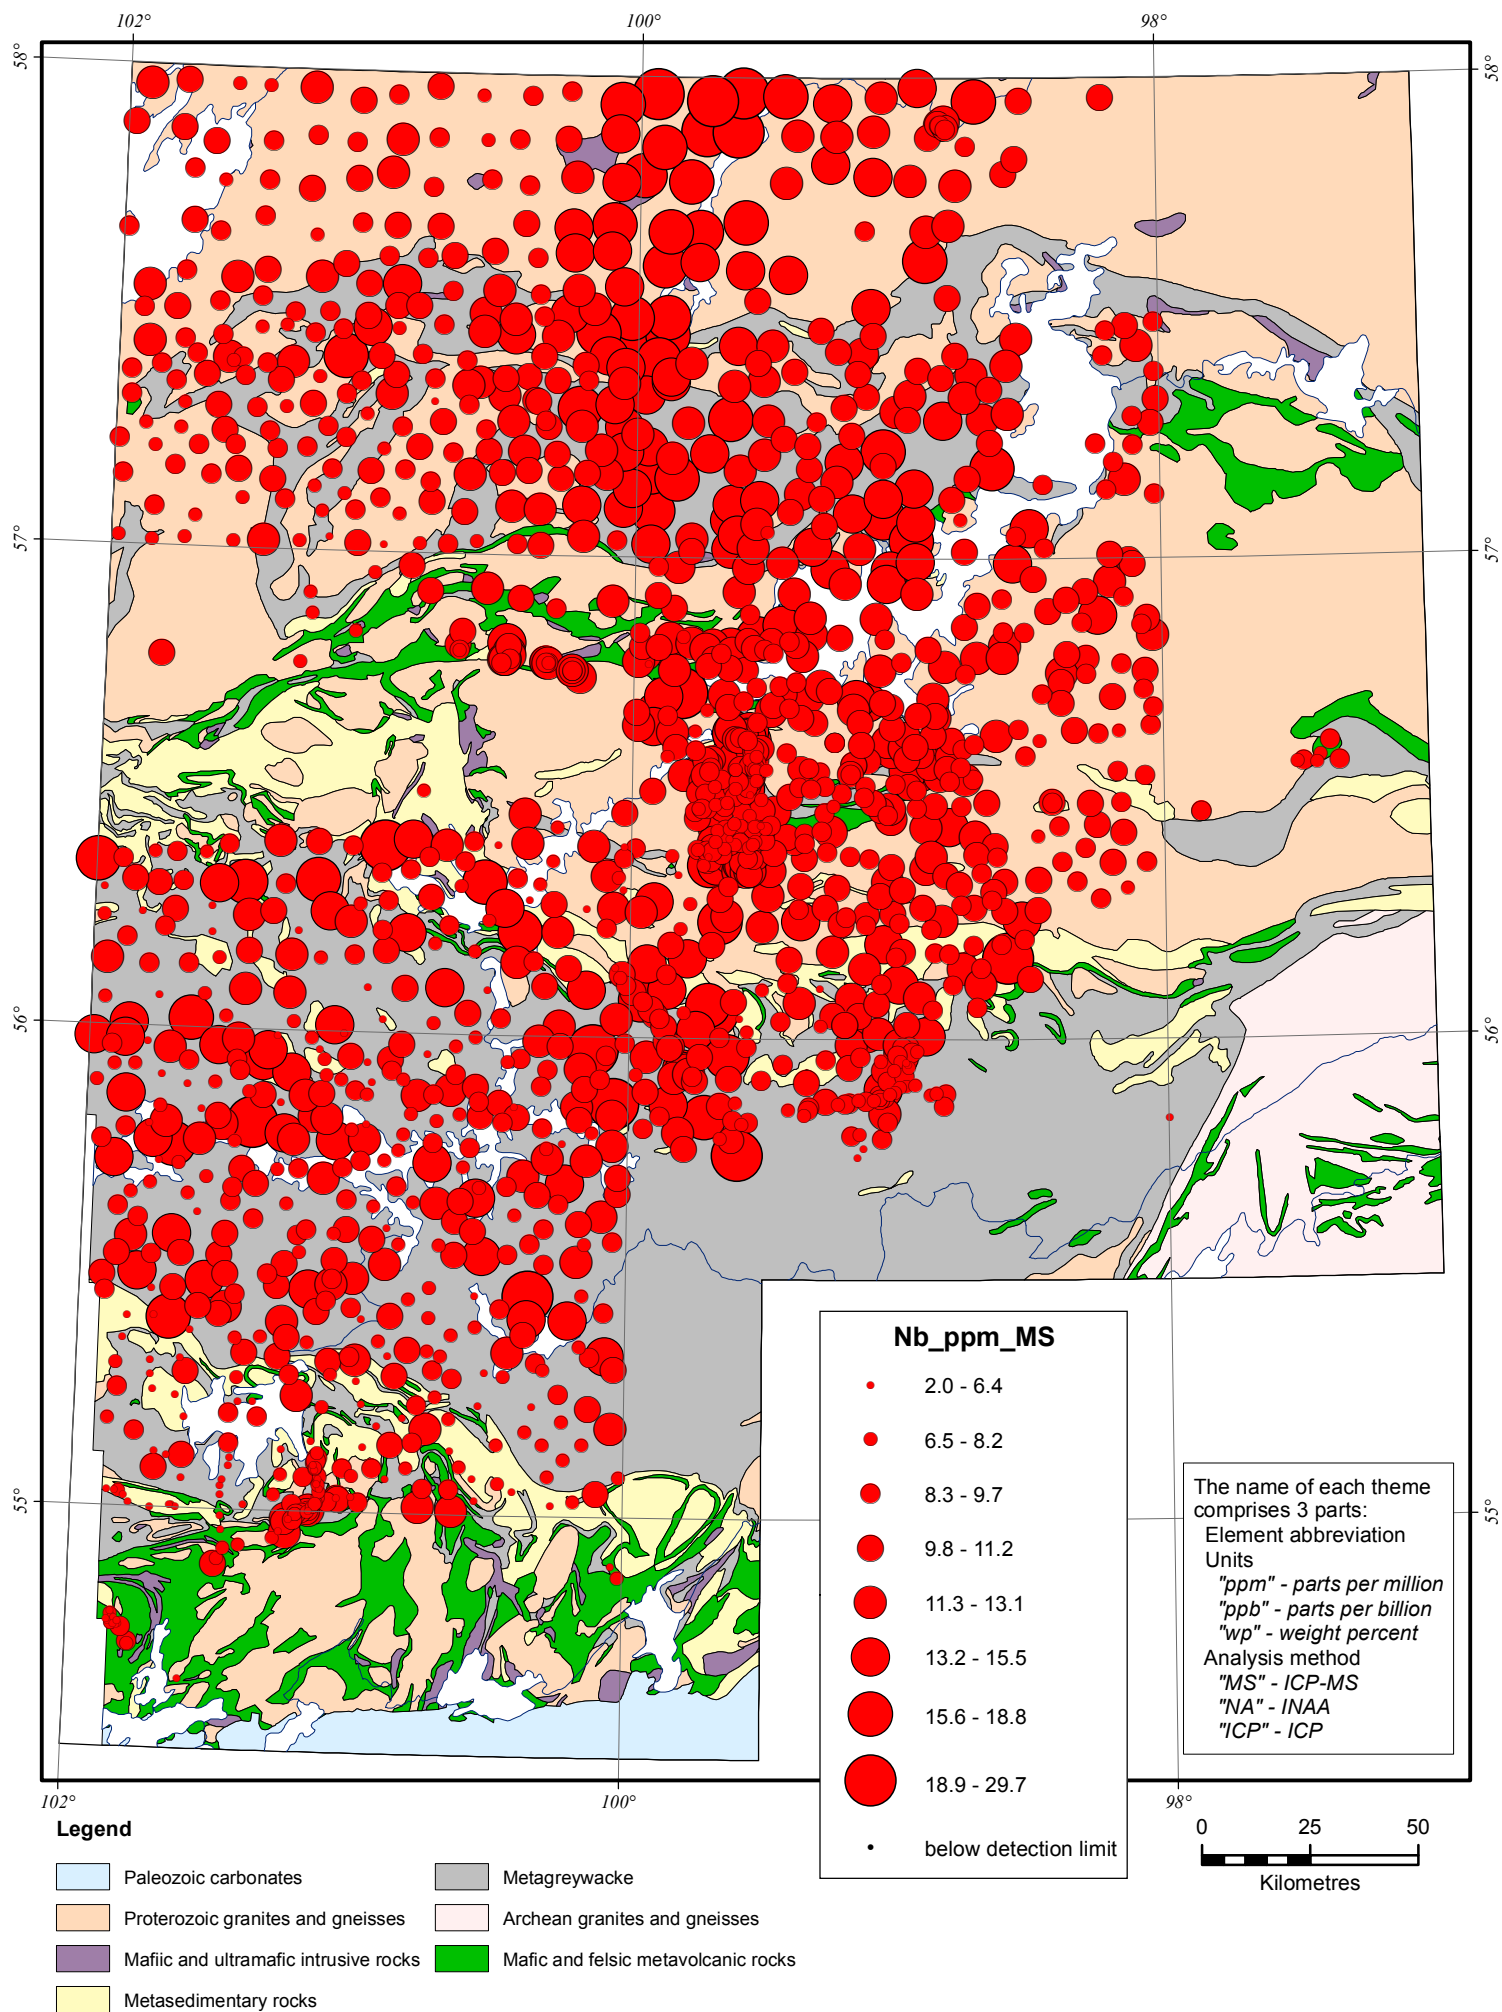 102°
100°
98°
58°
58°
57°
57°
56°
56°
55°
55°
Nb_ppm_MS
2.0 - 6.4
6.5 - 8.2
8.3 - 9.7
9.8 - 11.2
11.3 - 13.1
13.2 - 15.5
15.6 - 18.8
18.9 - 29.7
below detection limit
The name of each theme
comprises 3 parts:
Element abbreviation
Units
"ppm" - parts per million
"ppb" - parts per billion
"wp" - weight percent
Analysis method
"MS" - ICP-MS
"NA" - INAA
"ICP" - ICP
102°
100°
98°
Legend
Paleozoic carbonates
Proterozoic granites and gneisses
Mafiic and ultramafic intrusive rocks
Metasedimentary rocks
Metagreywacke
Archean granites and gneisses
Mafic and felsic metavolcanic rocks
0 25 50
Kilometres